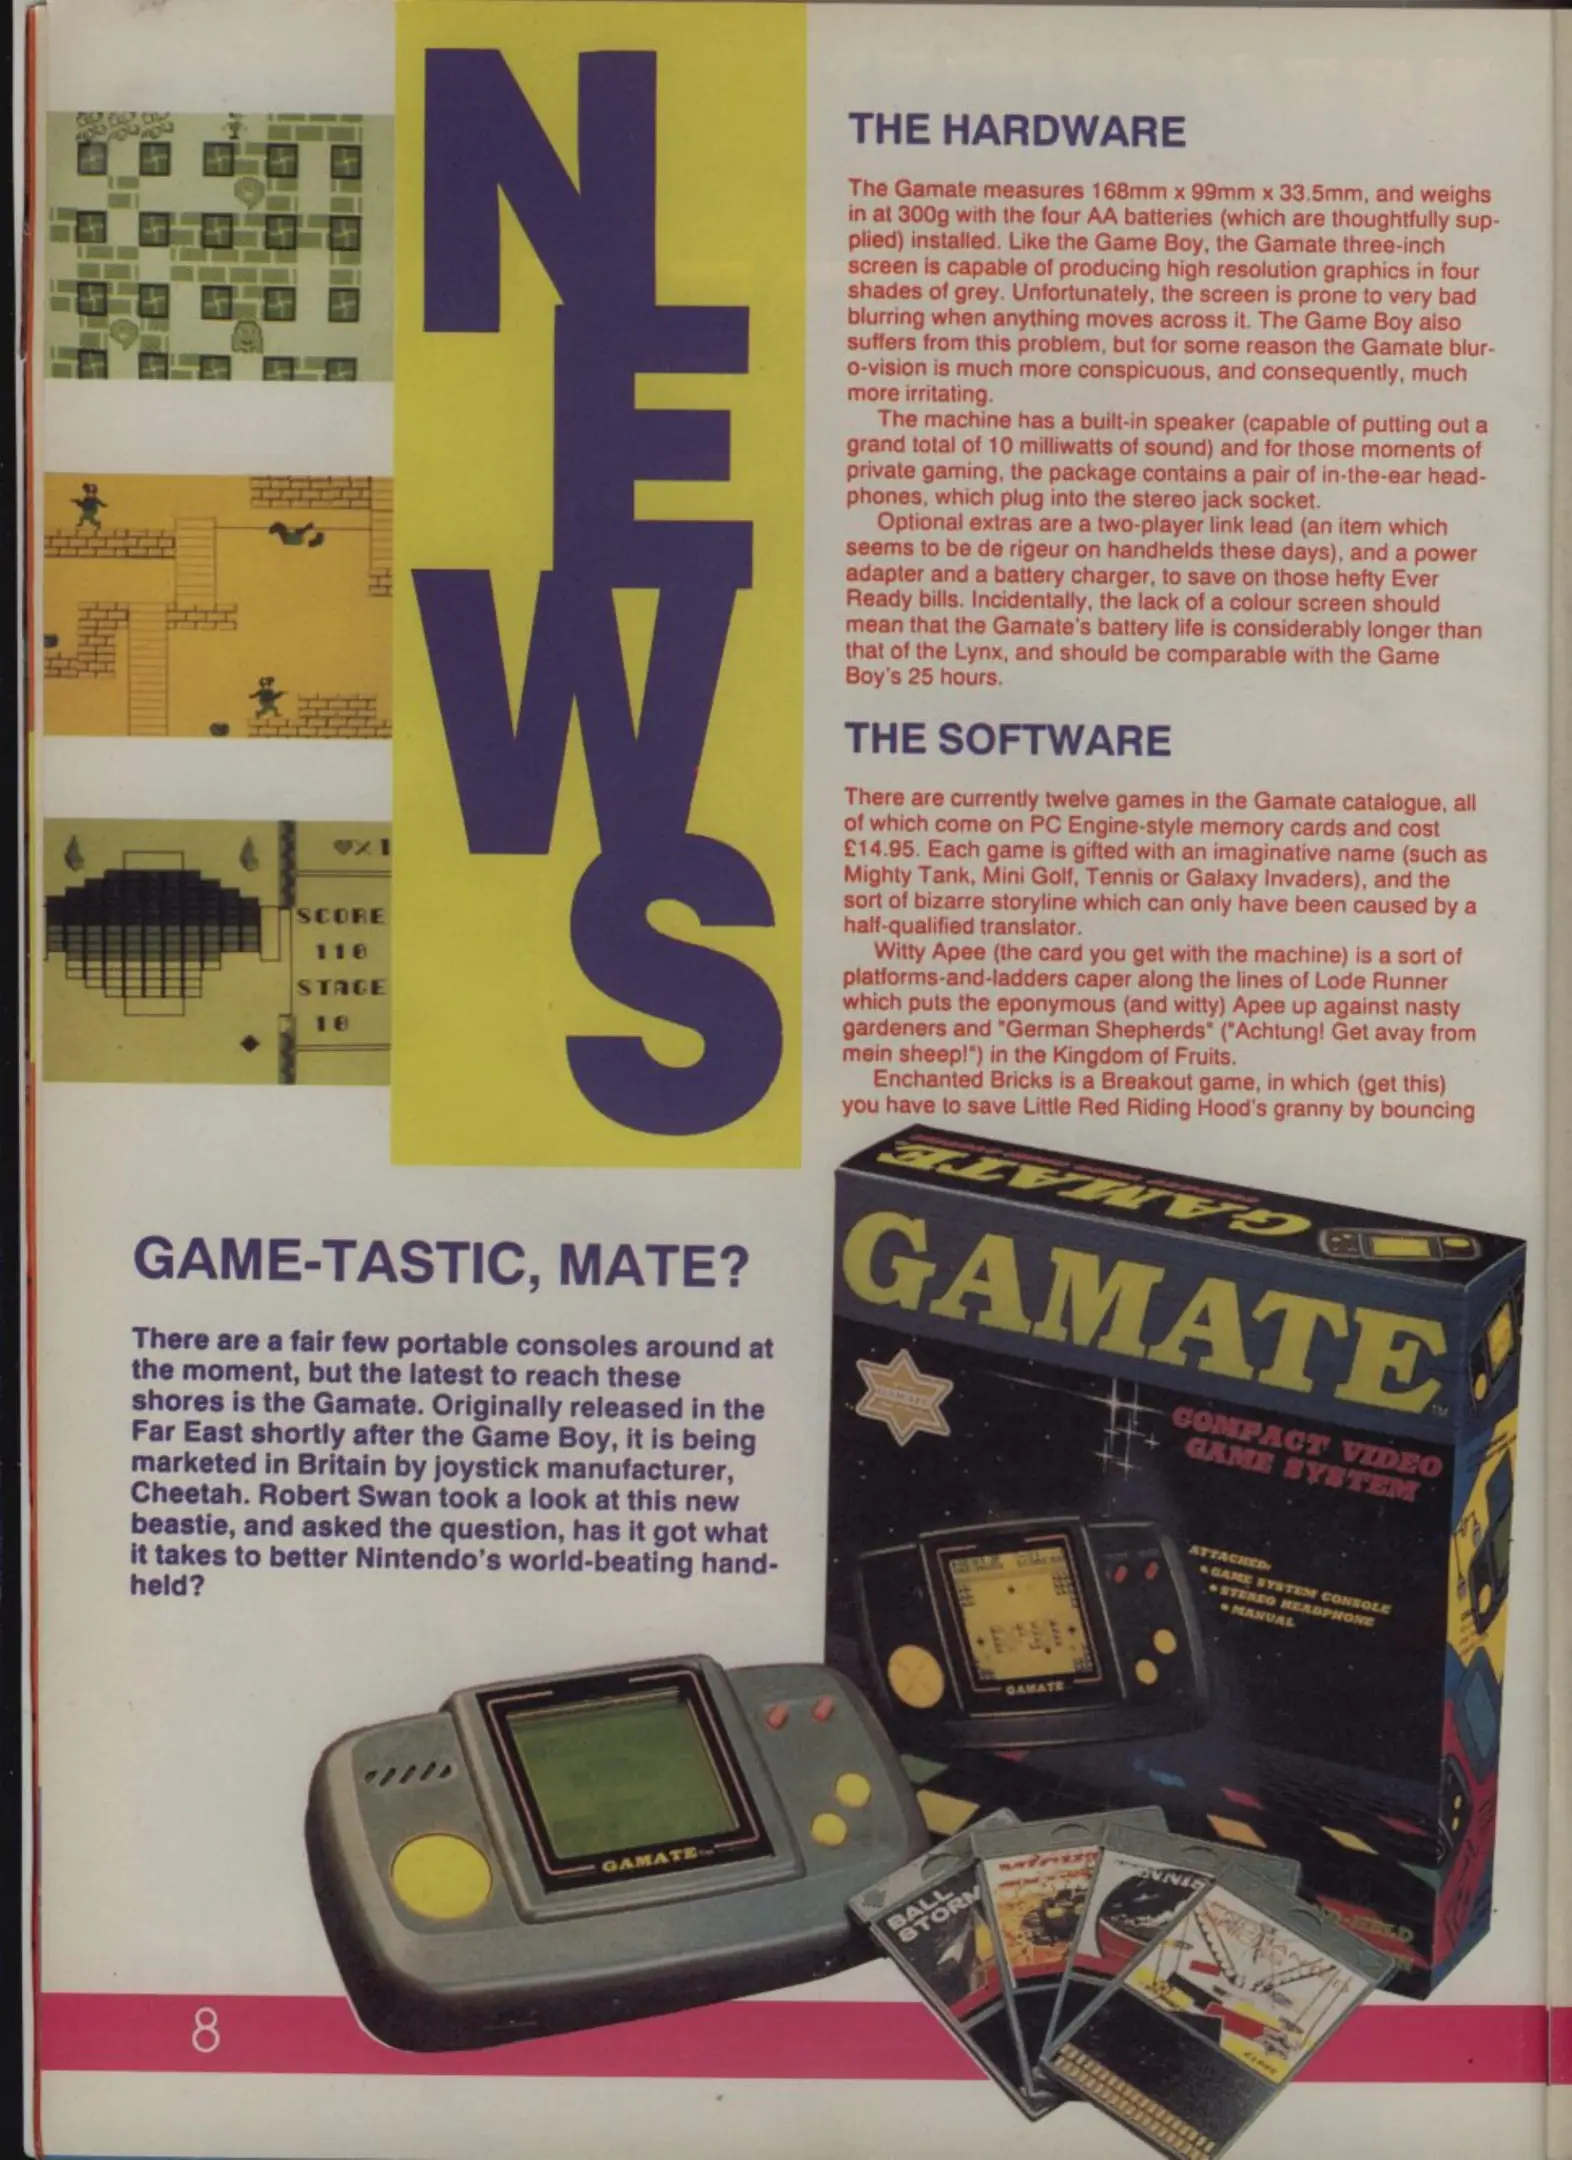 NEWS
♥X1
SCORE
110
STAGE
10
GAME-TASTIC, MATE?
There are a fair few portable consoles around at
the moment, but the latest to reach these
shores is the Gamate. Originally released in the
Far East shortly after the Game Boy, it is being
marketed in Britain by joystick manufacturer,
Cheetah. Robert Swan took a look at this new
beastie, and asked the question, has it got what
it takes to better Nintendo's world-beating hand-
held?
THE HARDWARE
The Gamate measures 168mm x 99mm x 33.5mm, and weighs
in at 300g with the four AA batteries (which are thoughtfully sup-
plied) installed. Like the Game Boy, the Gamate three-inch
screen is capable of producing high resolution graphics in four
shades of grey. Unfortunately, the screen is prone to very bad
blurring when anything moves across it. The Game Boy also
suffers from this problem, but for some reason the Gamate blur-
o-vision is much more conspicuous, and consequently, much
more irritating.
The machine has a built-in speaker (capable of putting out a
grand total of 10 milliwatts of sound) and for those moments of
private gaming, the package contains a pair of in-the-ear head-
phones, which plug into the stereo jack socket.
Optional extras are a two-player link lead (an item which
seems to be de rigeur on handhelds these days), and a power
adapter and a battery charger, to save on those hefty Ever
Ready bills. Incidentally, the lack of a colour screen should
mean that the Gamate's battery life is considerably longer than
that of the Lynx, and should be comparable with the Game
Boy's 25 hours.
THE SOFTWARE
There are currently twelve games in the Gamate catalogue, all
of which come on PC Engine-style memory cards and cost
£14.95. Each game is gifted with an imaginative name (such as
Mighty Tank, Mini Golf, Tennis or Galaxy Invaders), and the
sort of bizarre storyline which can only have been caused by a
half-qualified translator.
Witty Apee (the card you get with the machine) is a sort of
platforms-and-ladders caper along the lines of Lode Runner
which puts the eponymous (and witty) Apee up against nasty
gardeners and "German Shepherds" ("Achtung! Get avay from
mein sheep!") in the Kingdom of Fruits.
Enchanted Bricks is a Breakout game, in which (get this)
you have to save Little Red Riding Hood's granny by bouncing
GAMATE
GAMATE™
GAMATE
COMPACT VIDEO
GAME SYSTEM
ATTACHED:
• GAME SYSTEM CONSOLE
• STEREO HEADPHONE
• MANUAL
GAMATE
GAMATE™
BALL
STORM
8